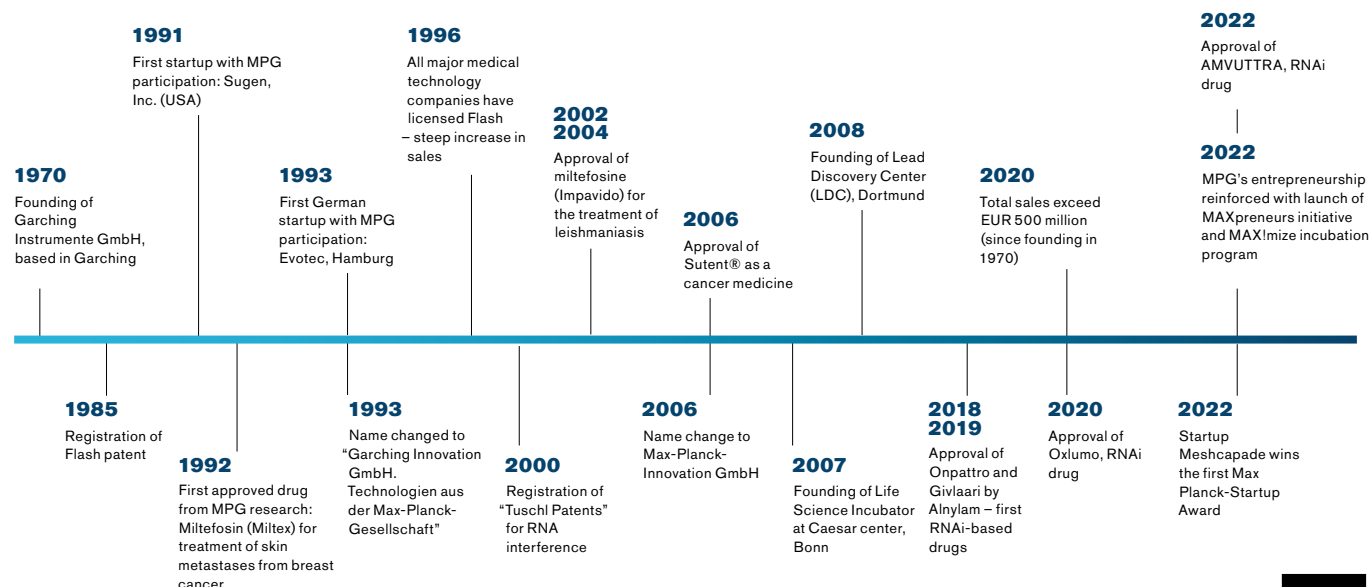 1970
Founding of
Garching
Instrumente GmbH,
based in Garching
1991
First startup with MPG
participation: Sugen,
Inc. (USA)
1993
First German
startup with MPG
participation:
Evotec, Hamburg
1996
All major medical
technology
companies have
licensed Flash
– steep increase in
sales
2002
2004
Approval of
miltefosine
(Impavido) for
the treatment of
leishmaniasis
2006
Approval of
Sutent® as a
cancer medicine
2008
Founding of Lead
Discovery Center
(LDC), Dortmund
2020
Total sales exceed
EUR 500 million
(since founding in
1970)
2022
Approval of
AMVUTTRA, RNAi
drug
2022
MPG’s entrepreneurship
reinforced with launch of
MAXpreneurs initiative
and MAX!mize incubation
program
1985
Registration of
Flash patent
1992
First approved drug
from MPG research:
Miltefosin (Miltex) for
treatment of skin
metastases from breast
cancer
1993
Name changed to
“Garching Innovation
GmbH.
Technologien aus
der Max-Planck-
Gesellschaft”
2000
Registration of
“Tuschl Patents”
for RNA
interference
2006
Name change to
Max-Planck-
Innovation GmbH
2007
Founding of Life
Science Incubator
at Caesar center,
Bonn
2018
2019
Approval of
Onpattro and
Givlaari by
Alnylam – first
RNAi-based
drugs
2020
Approval of
Oxlumo, RNAi
drug
2022
Startup
Meshcapade wins
the first Max
Planck-Startup
Award